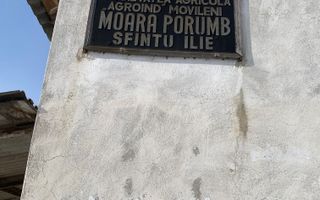 AGRICOLA
"AGROIND MOVILENI
MOARA PORUMB
SFINTU ILIE